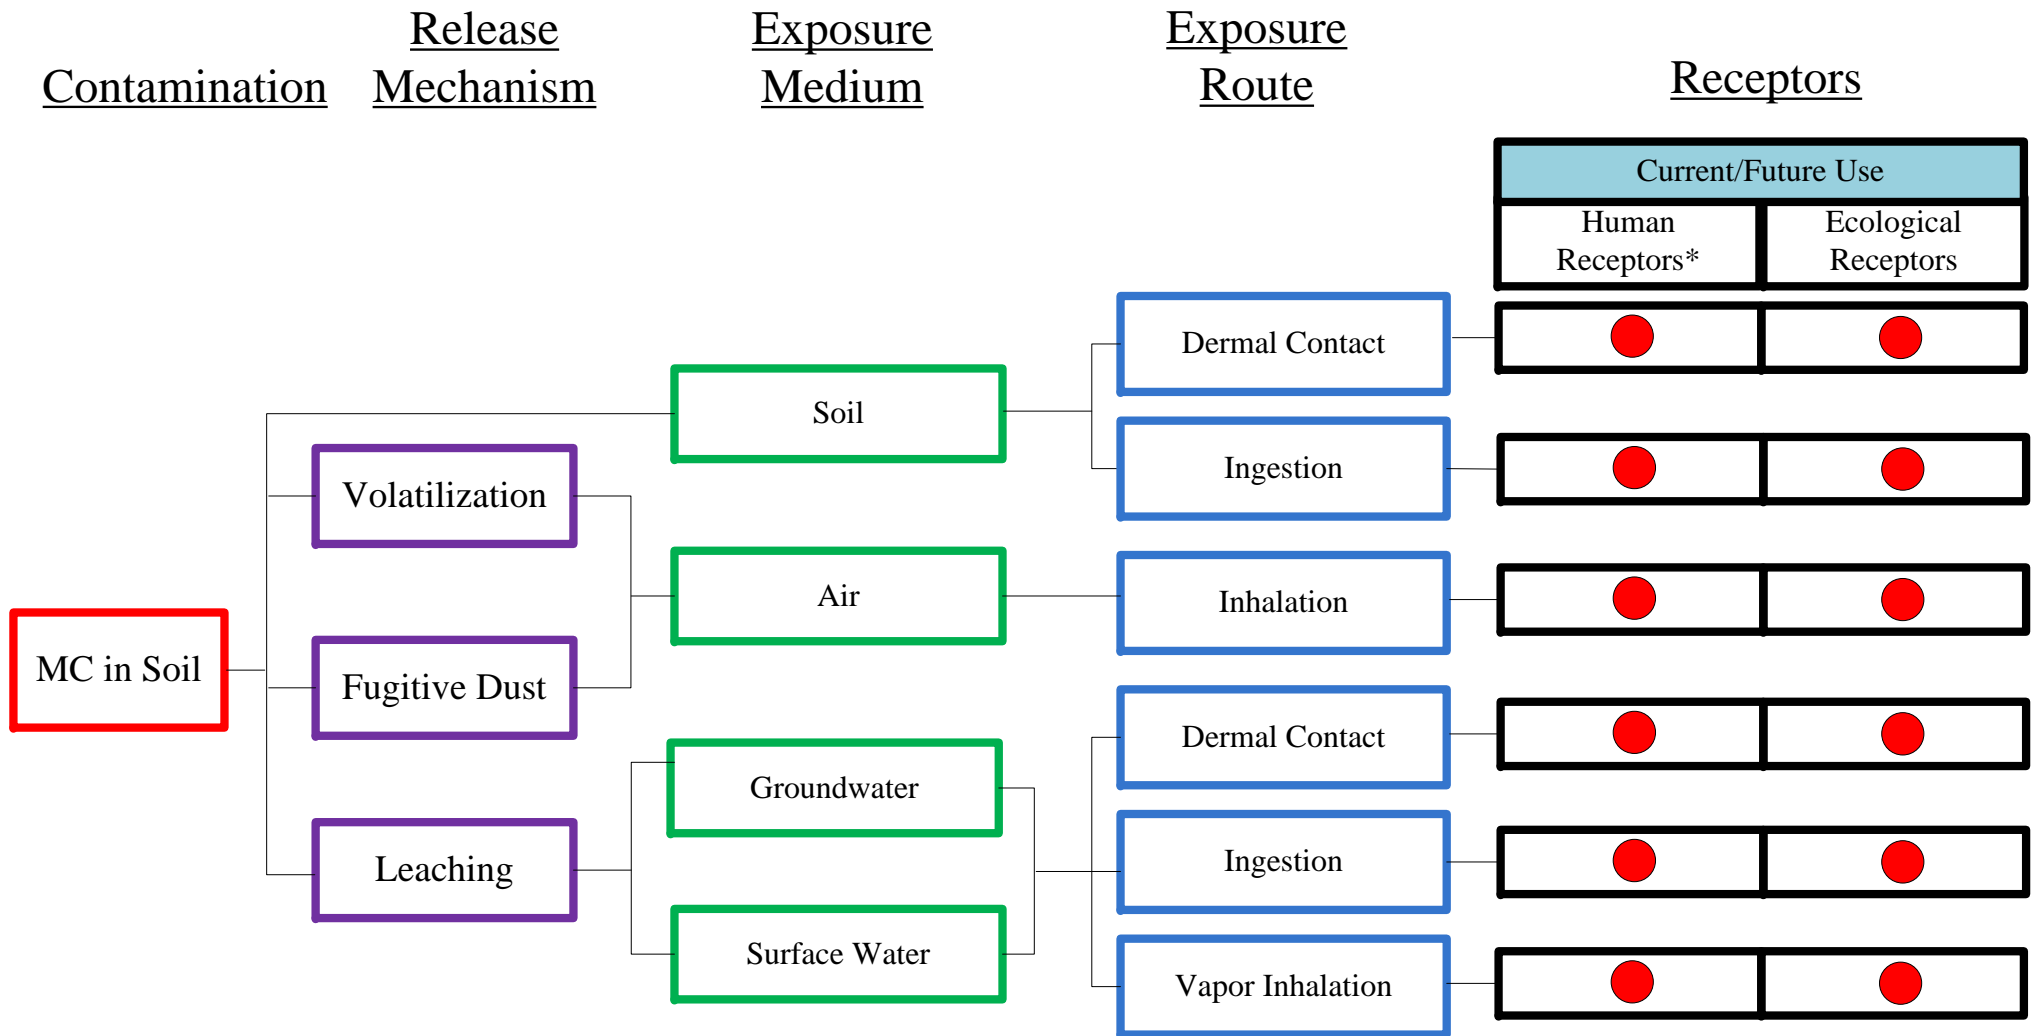 Contamination
Release
Mechanism
Exposure
Medium
Exposure
Route
Receptors
Current/Future Use
Human
Receptors*
Ecological
Receptors
MC in Soil
Volatilization
Fugitive Dust
Leaching
Soil
Air
Groundwater
Surface Water
Dermal Contact
Ingestion
Inhalation
Dermal Contact
Ingestion
Vapor Inhalation